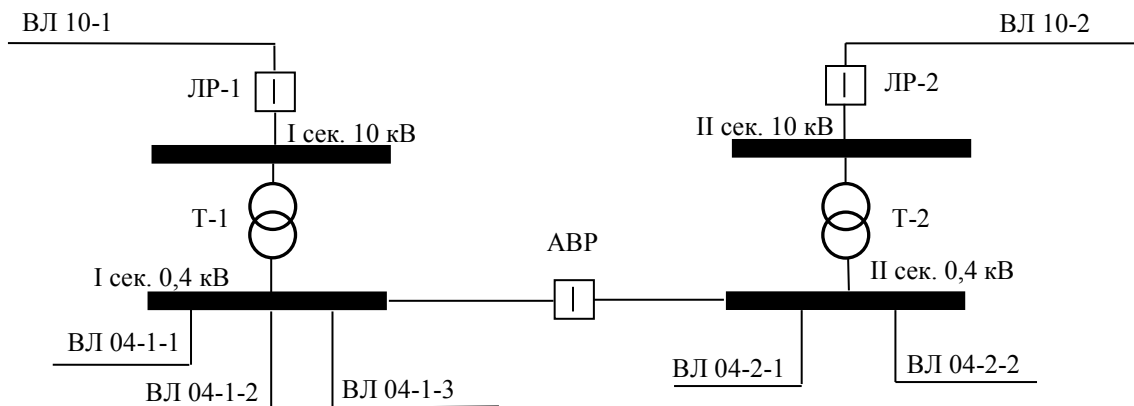 ВЛ 10-1
ВЛ 10-2
ЛР-1
ЛР-2
I сек. 10 кВ
II сек. 10 кВ
Т-1
Т-2
АВР
I сек. 0,4 кВ
II сек. 0,4 кВ
ВЛ 04-1-1
ВЛ 04-1-2
ВЛ 04-1-3
ВЛ 04-2-1
ВЛ 04-2-2